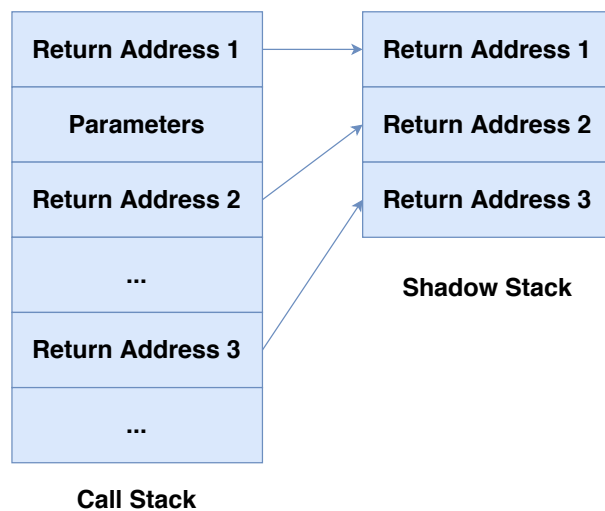 Return Address 1
Parameters
Return Address 2
...
Return Address 3
...
Call Stack
Return Address 1
Return Address 2
Return Address 3
Shadow Stack